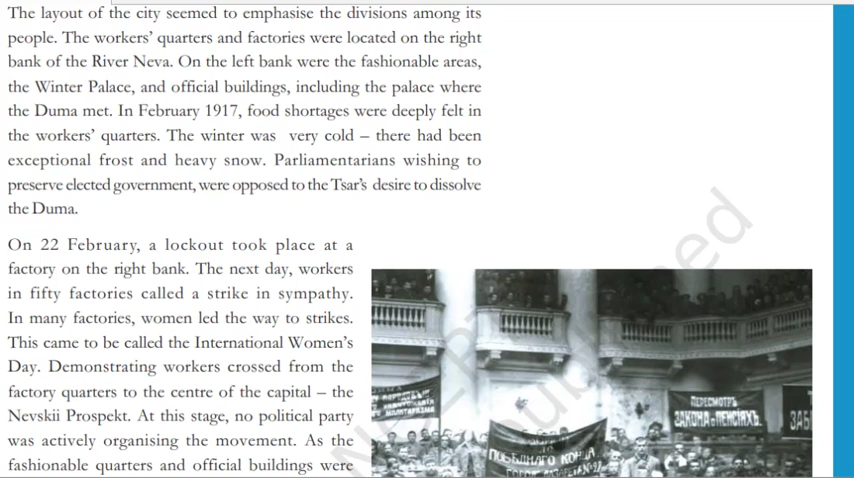 The layout of the city seemed to emphasise the divisions among its
people. The workers' quarters and factories were located on the right
bank of the River Neva. On the left bank were the fashionable areas,
the Winter Palace, and official buildings, including the palace where
the Duma met. In February 1917, food shortages were deeply felt in
the workers' quarters. The winter was very cold – there had been
exceptional frost and heavy snow. Parliamentarians wishing to
preserve elected government, were opposed to the Tsar's desire to dissolve
the Duma.
On 22 February, a lockout took place at a
factory on the right bank. The next day, workers
in fifty factories called a strike in sympathy.
In many factories, women led the way to strikes.
This came to be called the International Women's
Day. Demonstrating workers crossed from the
factory quarters to the centre of the capital – the
Nevskii Prospekt. At this stage, no political party
was actively organising the movement. As the
fashionable quarters and official buildings were
ПЕРЕСМОТРЪ
ЗАКОНА о ПЕНСІЯХЪ.
ПОБѢДНАГО КОНЦА